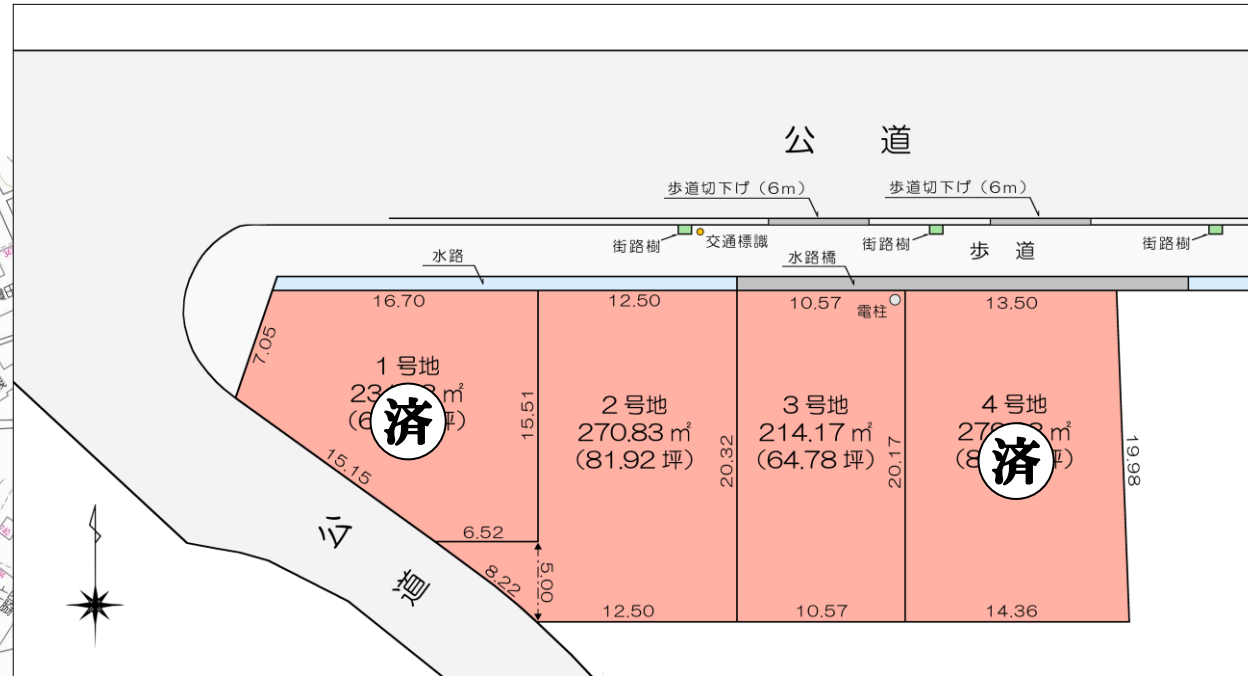 公 道
歩道切下げ（6m）
歩道切下げ（6m）
街路樹
交通標識
街路樹
歩 道
街路樹
水路
水路橋
16.70
12.50
10.57
電柱
13.50
7.05
1号地
済
15.51
2号地
270.83㎡
（81.92坪）
20.32
3号地
214.17㎡
（64.78坪）
20.17
4号地
済
19.98
15.15
6.52
8.22
5.00
12.50
10.57
14.36
公道